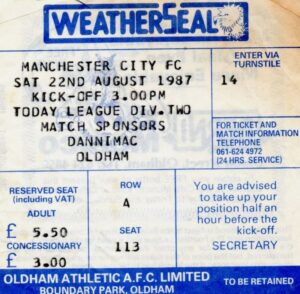 WEATHERSEAL
MANCHESTER CITY FC
SAT 22ND AUGUST 1987
KICK-OFF 3.00PM
TODAY LEAGUE DIV.TWO
MATCH SPONSORS
DANNIMAC
OLDHAM
ENTER VIA
TURNSTILE
14
FOR TICKET AND
MATCH INFORMATION
TELEPHONE
061-624 4972
(24 HRS. SERVICE)
RESERVED SEAT
(including VAT)
ADULT
£ 5.50
CONCESSIONARY
£ 3.00
ROW
A
SEAT
113
You are advised
to take up your
position half an
hour before the
kick-off.
SECRETARY
OLDHAM ATHLETIC A.F.C. LIMITED
BOUNDARY PARK, OLDHAM
TO BE RETAINED